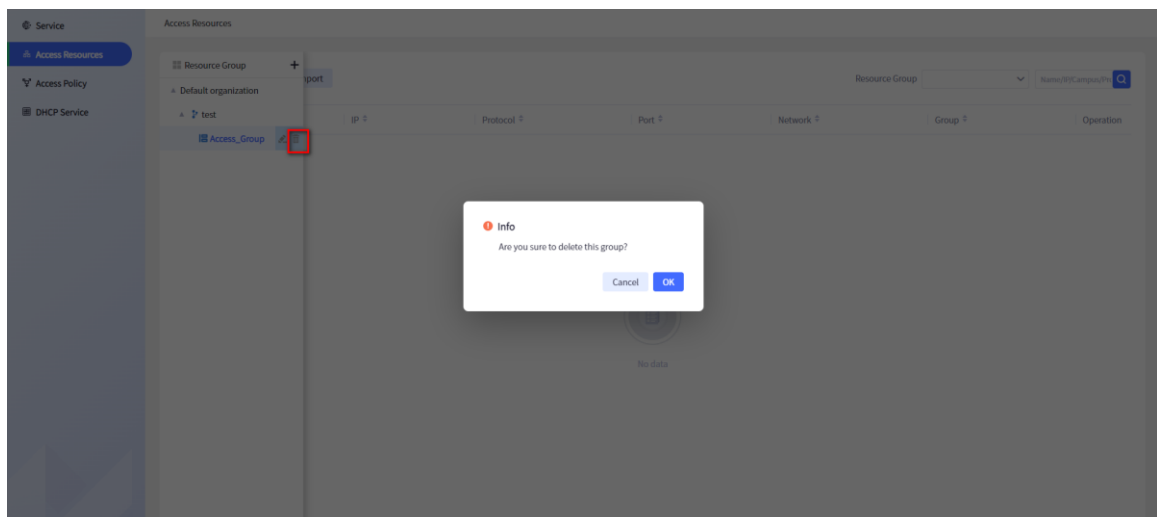 Service
Access Resources
Access Policy
DHCP Service
Access Resources
Resource Group +
Default organization
test
Access_Group
port
Resource Group
IP Protocol Port Network Group Operation
Info
Are you sure to delete this group?
Cancel OK
No data